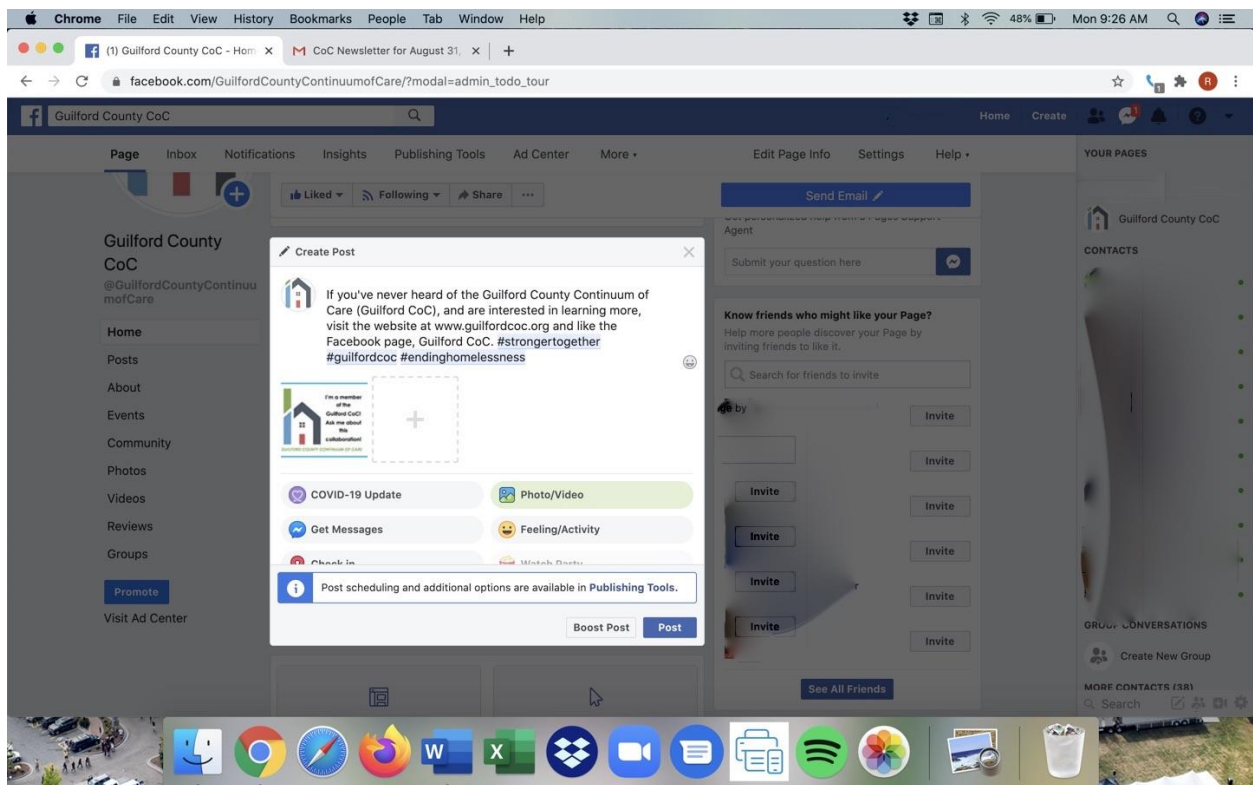 Chrome File Edit View History Bookmarks People Tab Window Help 48% Mon 9:26 AM
(1) Guilford County CoC - Hom CoC Newsletter for August 31,
facebook.com/GuilfordCountyContinuumofCare/?modal=admin_todo_tour
Guilford County CoC Home Create
Page Inbox Notifications Insights Publishing Tools Ad Center More Edit Page Info Settings Help
Liked Following Share ...
Send Email
Agent
Submit your question here
Guilford County
CoC
@GuilfordCountyContinuu
mofCare
Home
Posts
About
Events
Community
Photos
Videos
Reviews
Groups
Promote
Visit Ad Center
Create Post
If you've never heard of the Guilford County Continuum of
Care (Guilford CoC), and are interested in learning more,
visit the website at www.guilfordcoc.org and like the
Facebook page, Guilford CoC. #strongertogether
#guilfordcoc #endinghomelessness
I'm a member
of the
Guilford CoC!
Ask me about
this
collaboration!
GUILFORD COUNTY CONTINUUM OF CARE
COVID-19 Update Photo/Video
Get Messages Feeling/Activity
Check in Watch Party
Post scheduling and additional options are available in Publishing Tools.
Boost Post Post
Know friends who might like your Page?
Help more people discover your Page by
inviting friends to like it.
Search for friends to invite
by
Invite
Invite
Invite
Invite
Invite
Invite
Invite
Invite
Invite
Invite
See All Friends
YOUR PAGES
Guilford County CoC
CONTACTS
GROUP CONVERSATIONS
Create New Group
MORE CONTACTS (38)
Search
W X